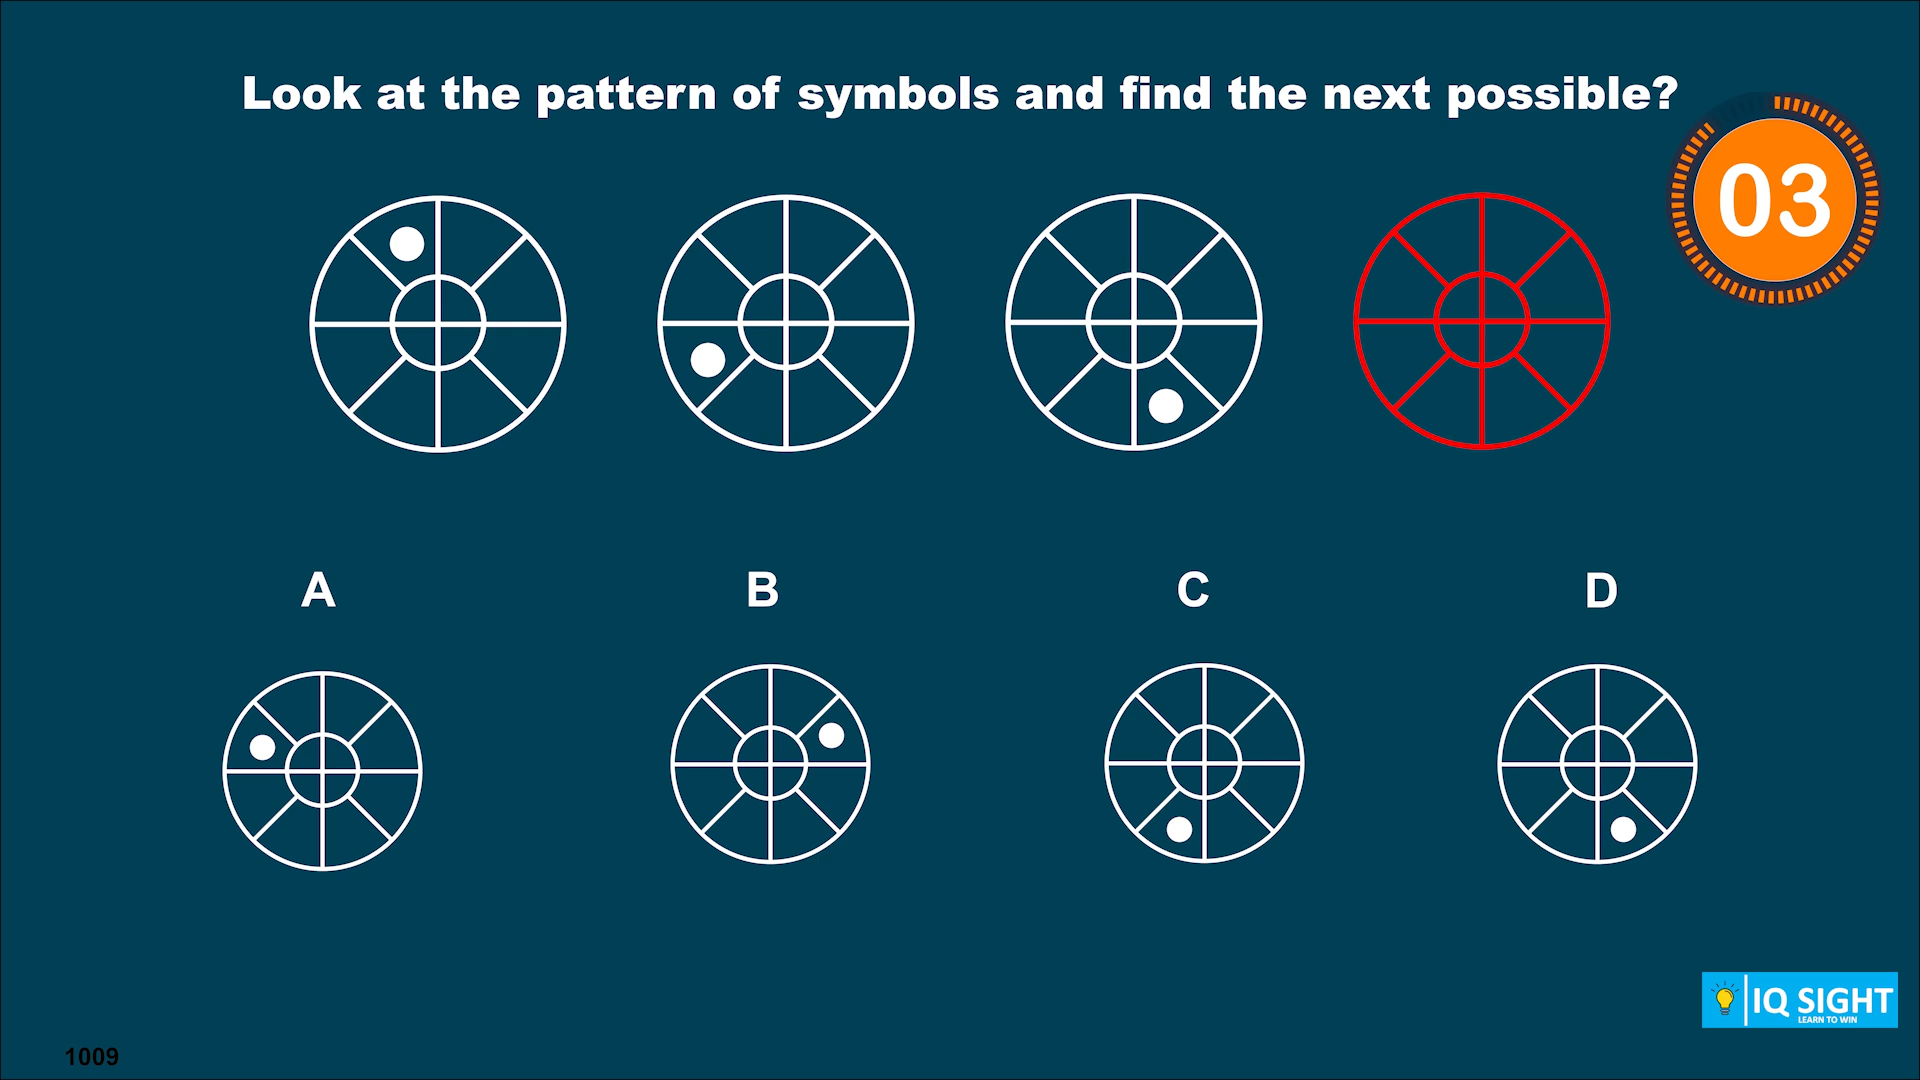 Look at the pattern of symbols and find the next possible?
03
A
B
C
D
IQ SIGHT
LEARN TO WIN
1009